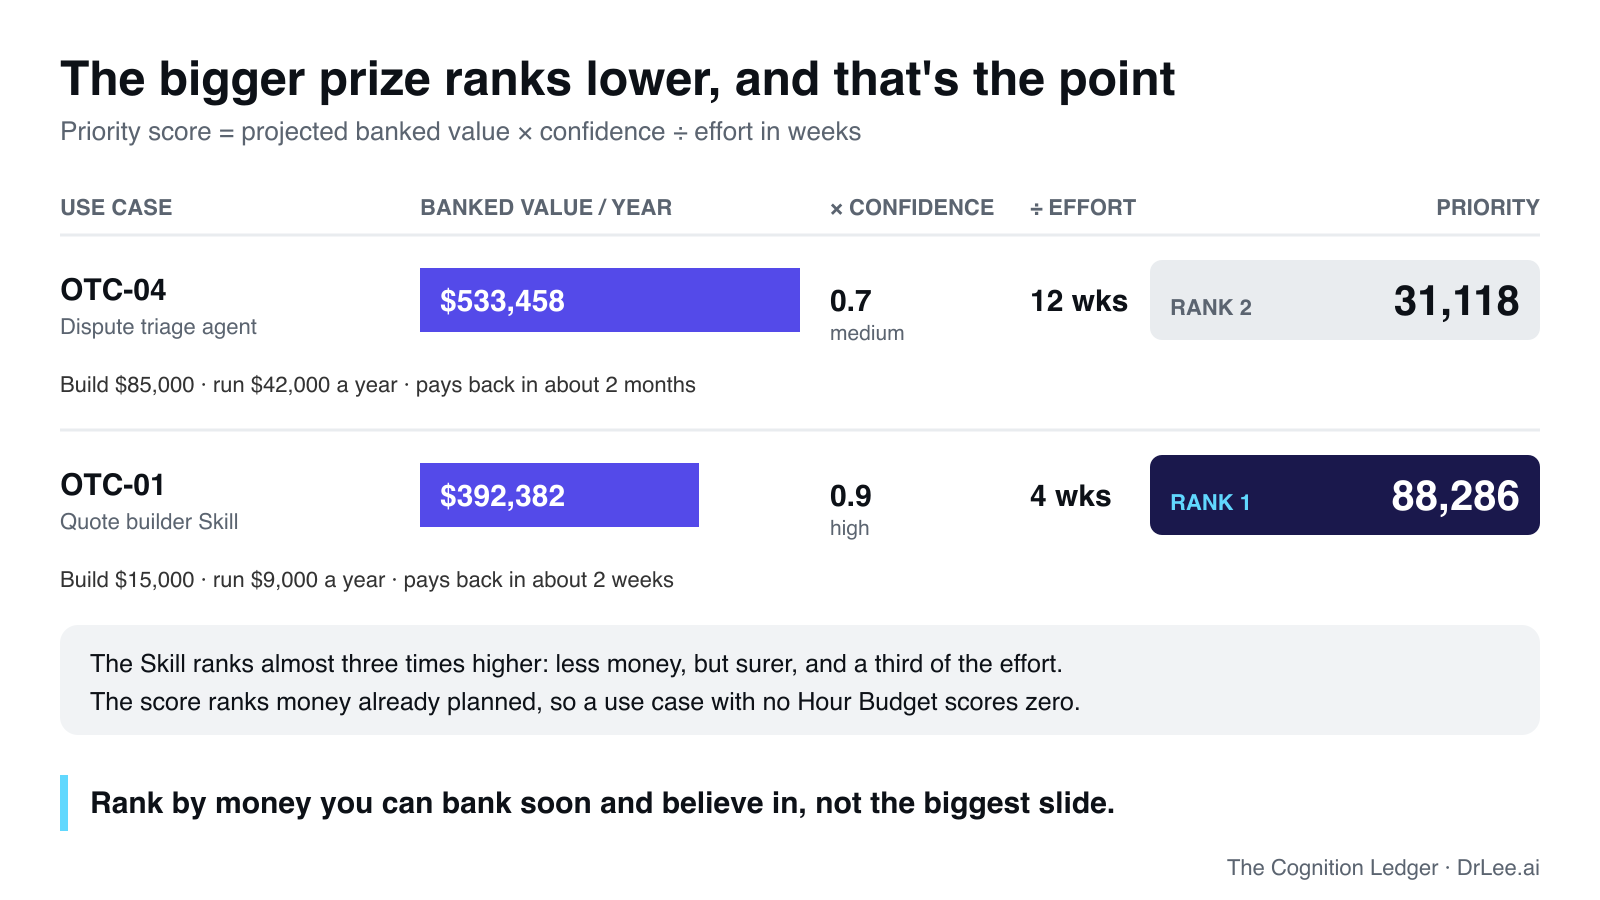 The bigger prize ranks lower, and that's the point
Priority score = projected banked value × confidence ÷ effort in weeks
USE CASE BANKED VALUE / YEAR × CONFIDENCE ÷ EFFORT PRIORITY
OTC-04 $533,458 0.7 12 wks RANK 2 31,118
Dispute triage agent medium
Build $85,000 · run $42,000 a year · pays back in about 2 months
OTC-01 $392,382 0.9 4 wks RANK 1 88,286
Quote builder Skill high
Build $15,000 · run $9,000 a year · pays back in about 2 weeks
The Skill ranks almost three times higher: less money, but surer, and a third of the effort.
The score ranks money already planned, so a use case with no Hour Budget scores zero.
Rank by money you can bank soon and believe in, not the biggest slide.
The Cognition Ledger · DrLee.ai